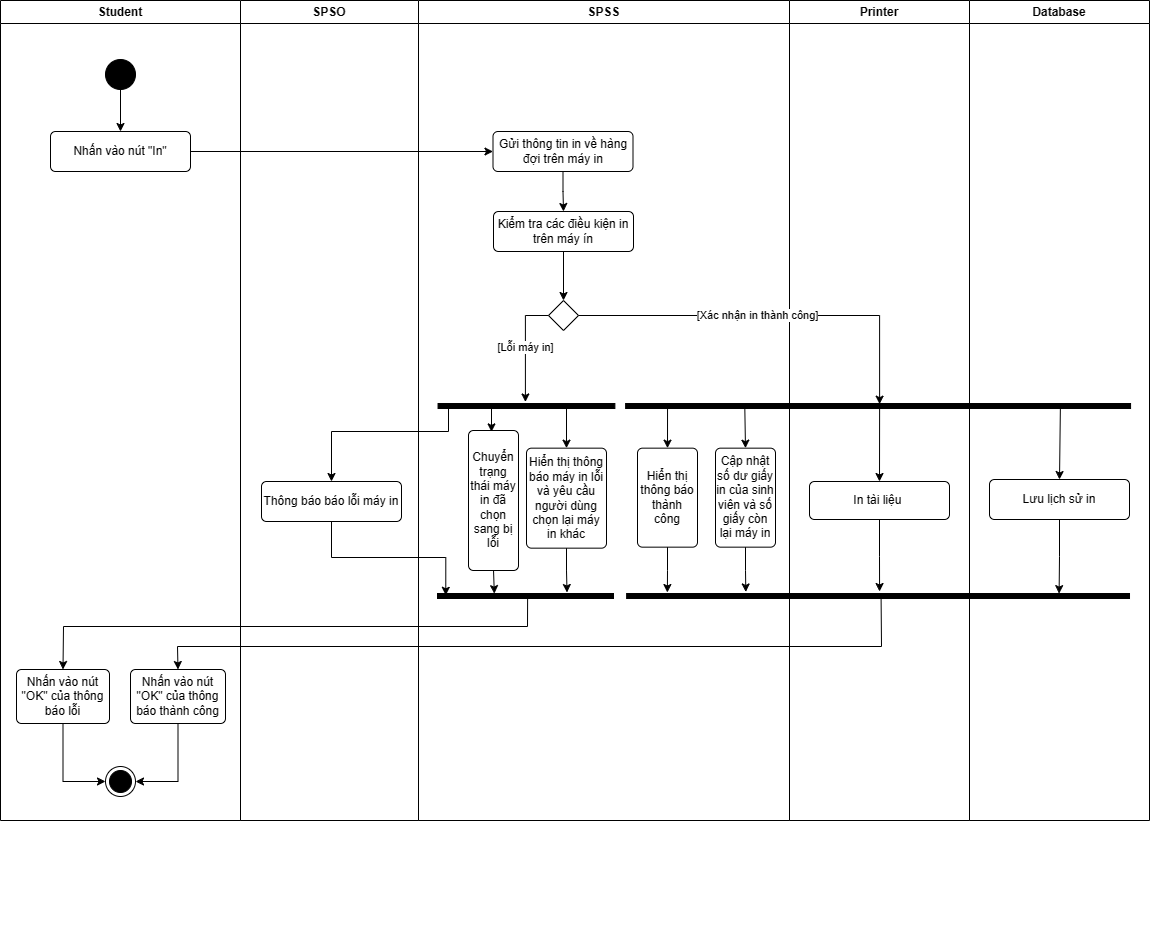 Student
SPSO
SPSS
Printer
Database
Nhấn vào nút "In"
Gửi thông tin in về hàng
đợi trên máy in
Kiểm tra các điều kiện in
trên máy ín
[Xác nhận in thành công]
[Lỗi máy in]
Thông báo báo lỗi máy in
Chuyển
trạng
thái máy
in đã
chọn
sang bị
lỗi
Hiển thị thông
báo máy in lỗi
và yêu cầu
người dùng
chọn lại máy
in khác
Hiển thị
thông báo
thành
công
Cập nhật
số dư giấy
in của sinh
viên và số
giấy còn
lại máy in
In tài liệu
Lưu lịch sử in
Nhấn vào nút
"OK" của thông
báo lỗi
Nhấn vào nút
"OK" của thông
báo thành công